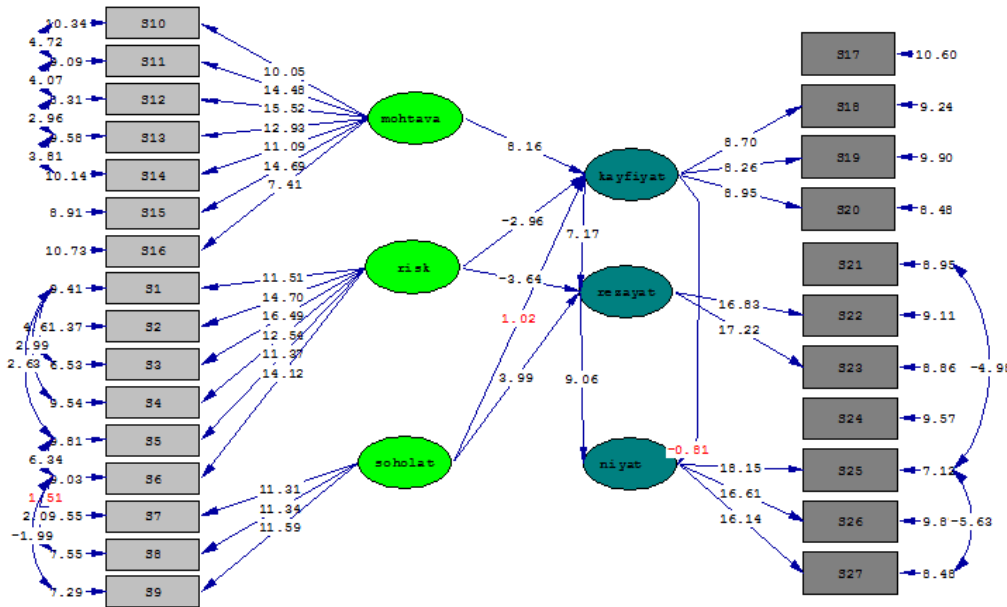 10.34 S10
4.72
9.09 S11
4.07
S12
2.96
9.58 S13
3.81
10.14 S14
8.91 S15
10.73 S16
9.41 S1
S2
2.99
2.63
6.53 S3
9.54 S4
9.81 S5
6.34
9.03 S6
1.51
S7
-1.99
7.55 S8
7.29 S9
10.05
14.48
15.52
12.93
11.09
14.69
7.41
11.51
14.70
16.49
12.54
11.37
14.12
11.31
11.34
11.59
mohtava
risk
soholat
8.16
-2.96
-3.64
1.02
3.99
kayfiyat
7.17
resayat
9.06
niyat
-0.81
8.70
8.26
8.95
16.83
17.22
18.15
16.61
16.14
S17 10.60
S18 9.24
S19 9.90
S20 8.48
S21 8.95
S22 9.11
S23 8.86
-4.98
S24 9.57
S25 7.12
S26
-5.63
S27 8.48